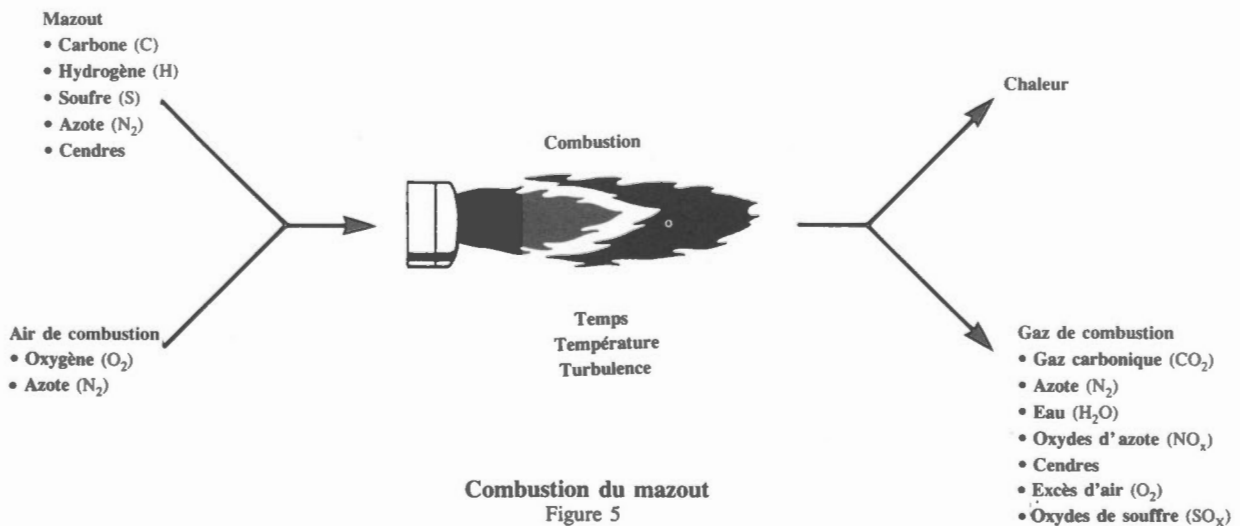 Mazout
• Carbone (C)
• Hydrogène (H)
• Soufre (S)
• Azote (N₂)
• Cendres
Air de combustion
• Oxygène (O₂)
• Azote (N₂)
Combustion
Temps
Température
Turbulence
Chaleur
Gaz de combustion
• Gaz carbonique (CO₂)
• Azote (N₂)
• Eau (H₂O)
• Oxydes d'azote (NOₓ)
• Cendres
• Excès d'air (O₂)
• Oxydes de souffre (SOₓ)
Combustion du mazout
Figure 5